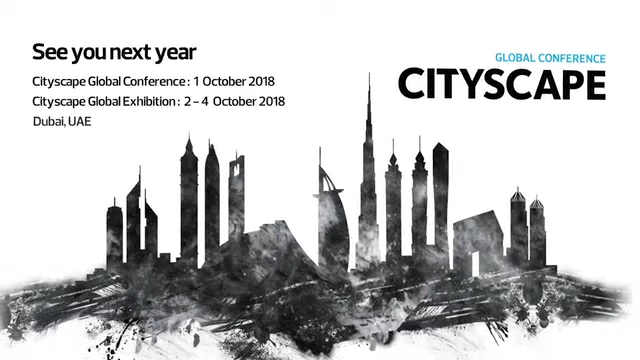 See you next year
Cityscape Global Conference : 1 October 2018
Cityscape Global Exhibition : 2 – 4 October 2018
Dubai, UAE
GLOBAL CONFERENCE
CITYSCAPE